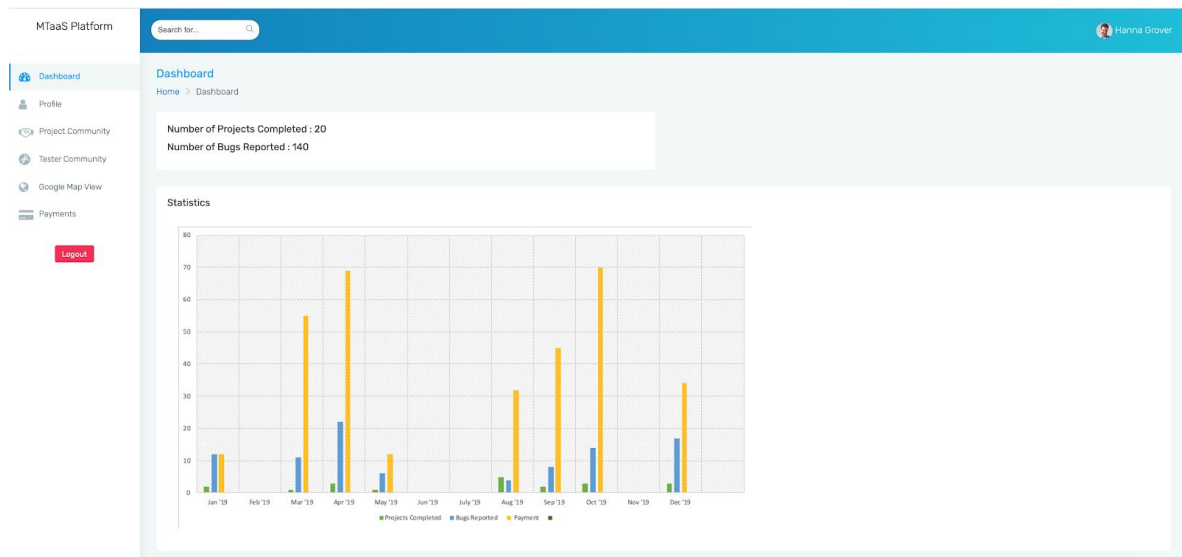 MTaaS Platform
Search for...
Hanna Grover
Dashboard
Profile
Project Community
Tester Community
Google Map View
Payments
Logout
Dashboard
Home > Dashboard
Number of Projects Completed : 20
Number of Bugs Reported : 140
Statistics
80
70
60
50
40
30
20
10
0
Jan '19 Feb '19 Mar '19 Apr '19 May '19 Jun '19 July '19 Aug '19 Sep '19 Oct '19 Nov '19 Dec '19
Projects Completed Bugs Reported Payment